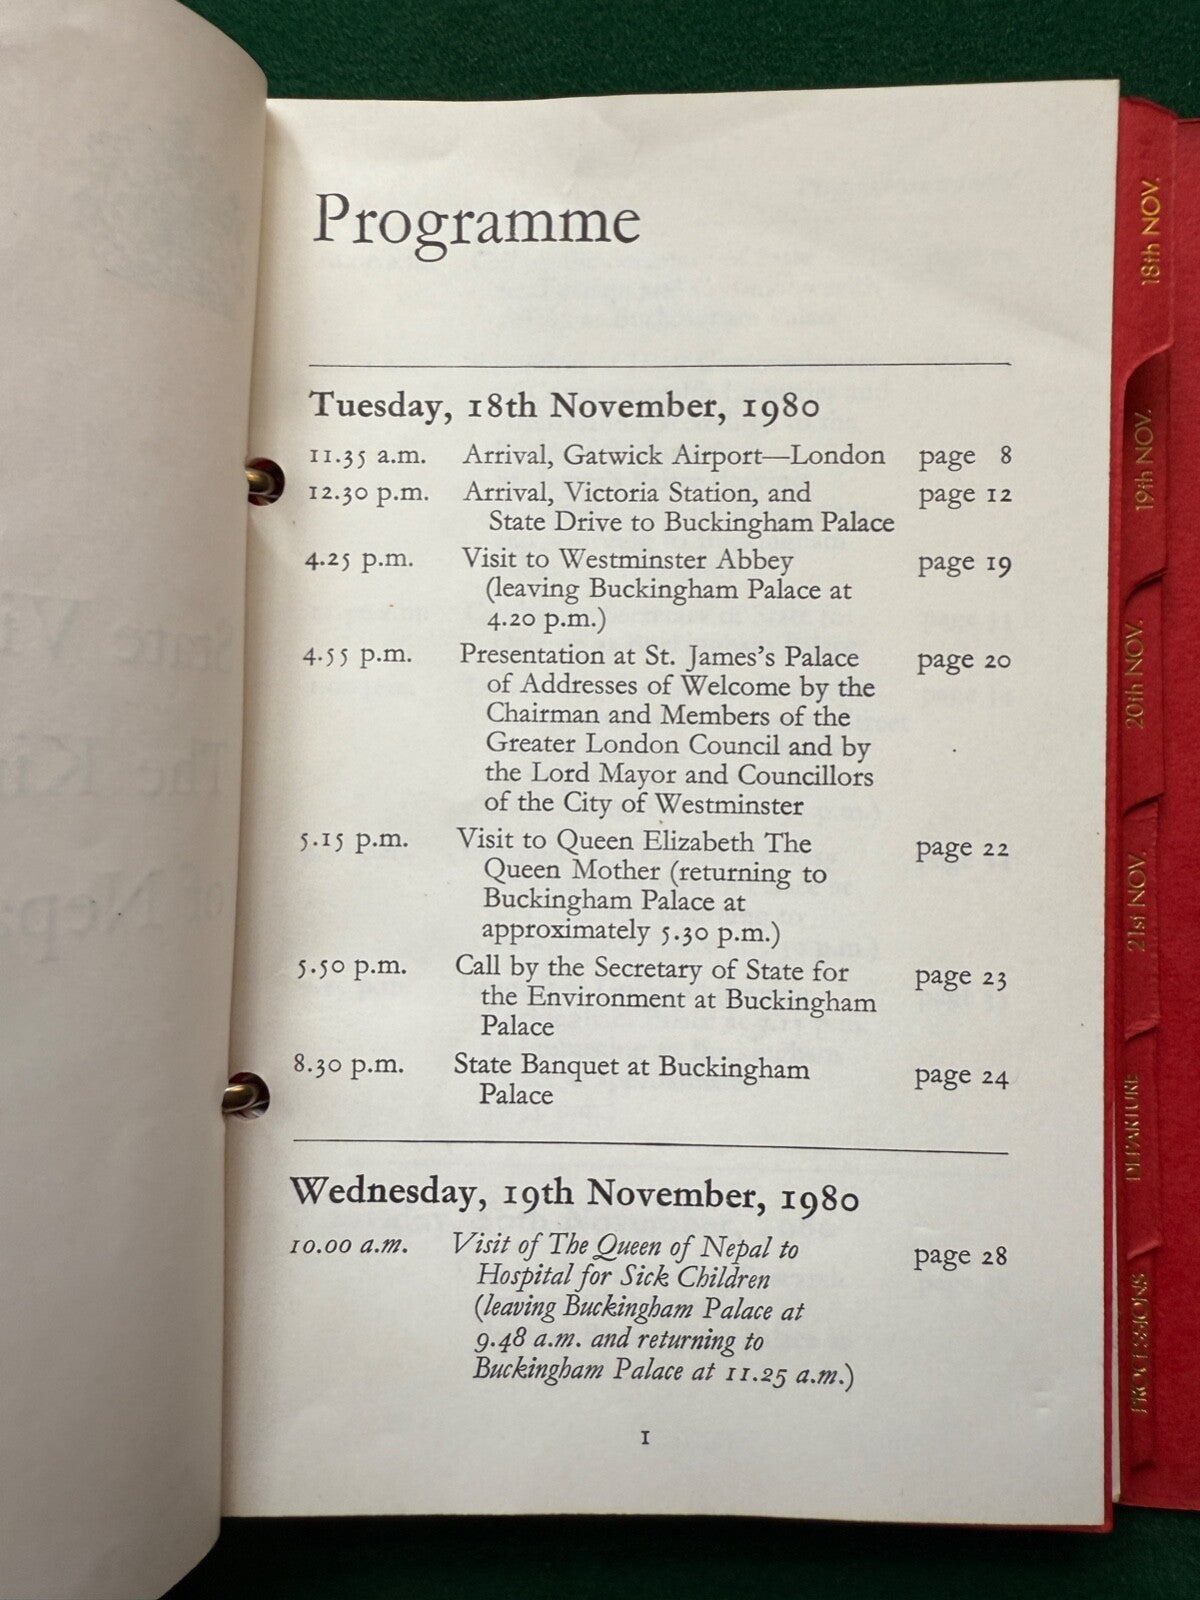 Programme
Tuesday, 18th November, 1980
11.35 a.m. Arrival, Gatwick Airport—London page 8
12.30 p.m. Arrival, Victoria Station, and page 12
State Drive to Buckingham Palace
4.25 p.m. Visit to Westminster Abbey page 19
(leaving Buckingham Palace at
4.20 p.m.)
4.55 p.m. Presentation at St. James's Palace page 20
of Addresses of Welcome by the
Chairman and Members of the
Greater London Council and by
the Lord Mayor and Councillors
of the City of Westminster
5.15 p.m. Visit to Queen Elizabeth The page 22
Queen Mother (returning to
Buckingham Palace at
approximately 5.30 p.m.)
5.50 p.m. Call by the Secretary of State for page 23
the Environment at Buckingham
Palace
8.30 p.m. State Banquet at Buckingham page 24
Palace
Wednesday, 19th November, 1980
10.00 a.m. Visit of The Queen of Nepal to page 28
Hospital for Sick Children
(leaving Buckingham Palace at
9.48 a.m. and returning to
Buckingham Palace at 11.25 a.m.)
1
18th NOV.
19th NOV.
20th NOV.
21st NOV.
DEPARTURE
PROCESSIONS